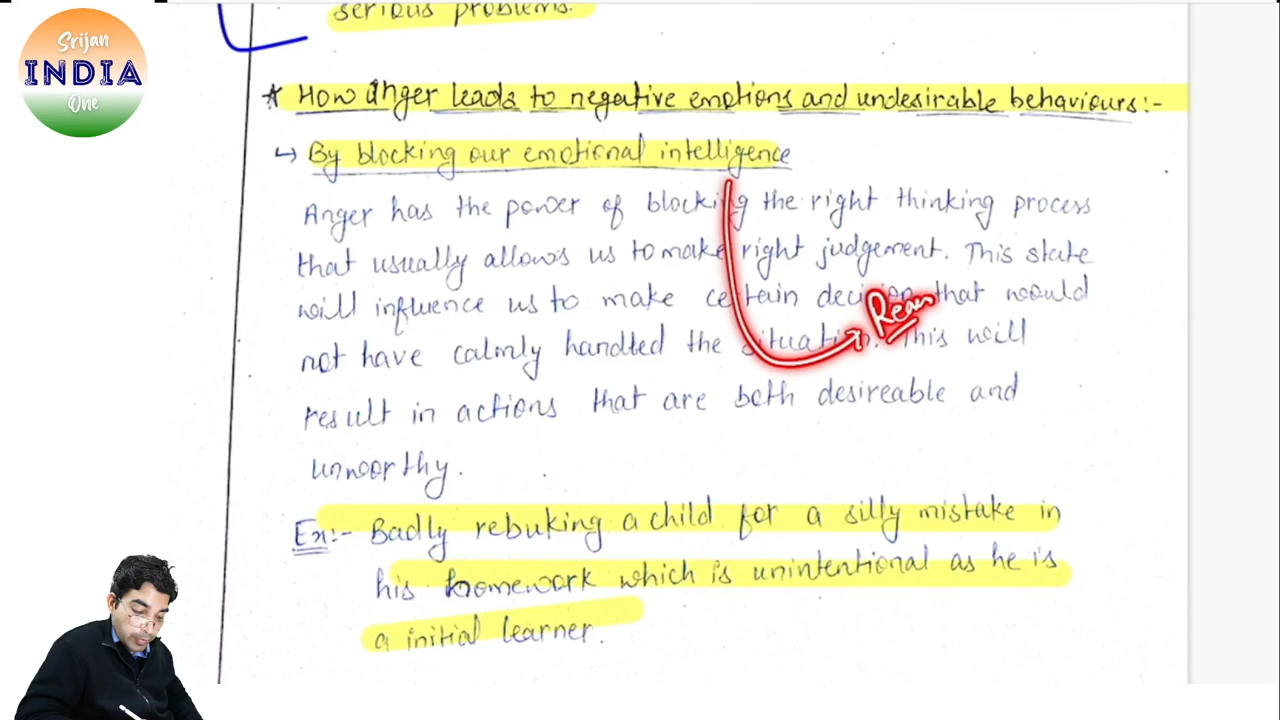 Srijan
INDIA
One
serious problems.
* How anger leads to negative emotions and undesirable behaviours:-
↳ By blocking our emotional intelligence
Anger has the power of blocking the right thinking process
that usually allows us to make right judgement. This state
will influence us to make certain decision that would
not have calmly handted the situation. This will
result in actions that are both desireable and
unworthy.
Ex:- Badly rebuking a child for a silly mistake in
his homework which is unintentional as he is
a initial learner.